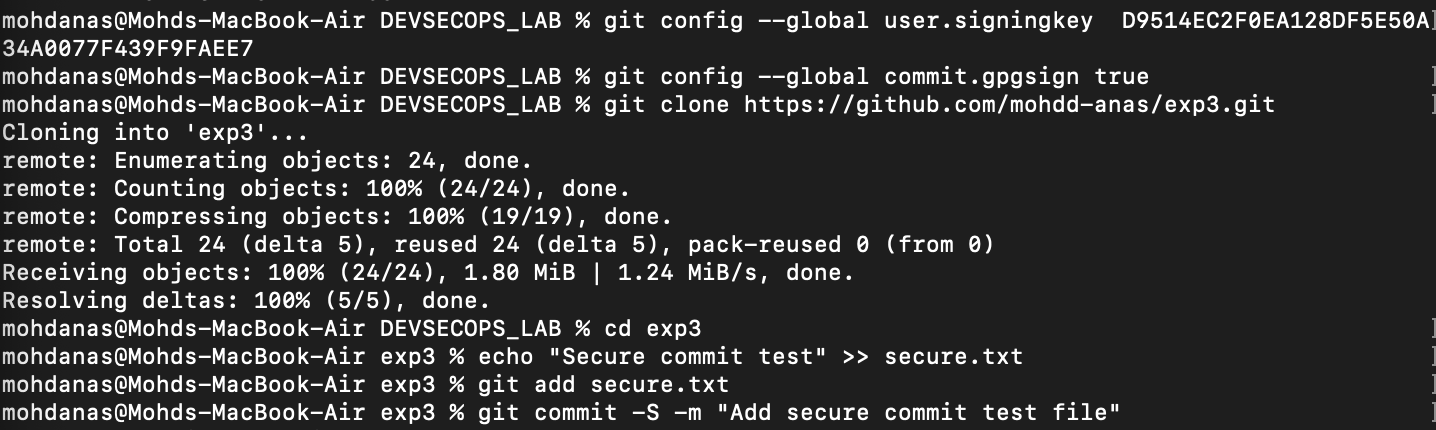 mohdanas@Mohds-MacBook-Air DEVSECOPS_LAB % git config --global user.signingkey  D9514EC2F0EA128DF5E50A
34A0077F439F9FAEE7
mohdanas@Mohds-MacBook-Air DEVSECOPS_LAB % git config --global commit.gpgsign true
mohdanas@Mohds-MacBook-Air DEVSECOPS_LAB % git clone https://github.com/mohdd-anas/exp3.git
Cloning into 'exp3'...
remote: Enumerating objects: 24, done.
remote: Counting objects: 100% (24/24), done.
remote: Compressing objects: 100% (19/19), done.
remote: Total 24 (delta 5), reused 24 (delta 5), pack-reused 0 (from 0)
Receiving objects: 100% (24/24), 1.80 MiB | 1.24 MiB/s, done.
Resolving deltas: 100% (5/5), done.
mohdanas@Mohds-MacBook-Air DEVSECOPS_LAB % cd exp3
mohdanas@Mohds-MacBook-Air exp3 % echo "Secure commit test" >> secure.txt
mohdanas@Mohds-MacBook-Air exp3 % git add secure.txt
mohdanas@Mohds-MacBook-Air exp3 % git commit -S -m "Add secure commit test file"